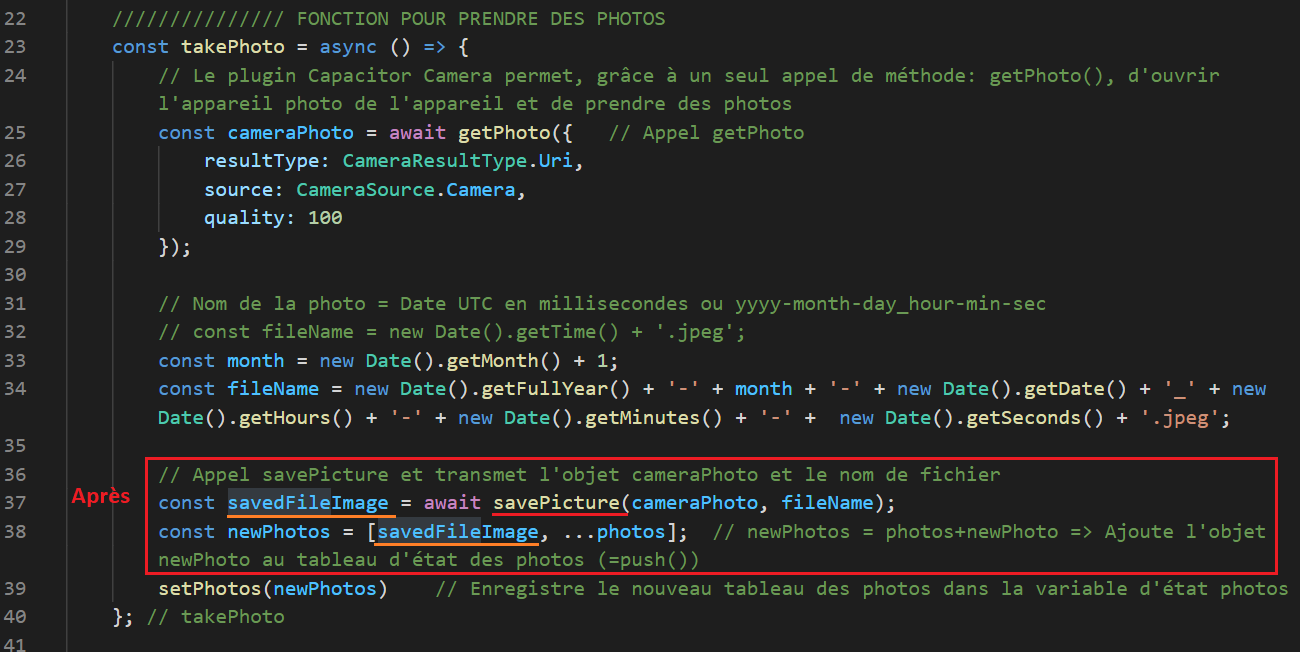 22 /////////////// FONCTION POUR PRENDRE DES PHOTOS
23 const takePhoto = async () => {
24 // Le plugin Capacitor Camera permet, grâce à un seul appel de méthode: getPhoto(), d'ouvrir
l'appareil photo de l'appareil et de prendre des photos
25 const cameraPhoto = await getPhoto({ // Appel getPhoto
26 resultType: CameraResultType.Uri,
27 source: CameraSource.Camera,
28 quality: 100
29 });
30
31 // Nom de la photo = Date UTC en millisecondes ou yyyy-month-day_hour-min-sec
32 // const fileName = new Date().getTime() + '.jpeg';
33 const month = new Date().getMonth() + 1;
34 const fileName = new Date().getFullYear() + '-' + month + '-' + new Date().getDate() + '_' + new
Date().getHours() + '-' + new Date().getMinutes() + '-' + new Date().getSeconds() + '.jpeg';
35
36 // Appel savePicture et transmet l'objet cameraPhoto et le nom de fichier
Après
37 const savedFileImage = await savePicture(cameraPhoto, fileName);
38 const newPhotos = [savedFileImage, ...photos]; // newPhotos = photos+newPhoto => Ajoute l'objet
newPhoto au tableau d'état des photos (=push())
39 setPhotos(newPhotos) // Enregistre le nouveau tableau des photos dans la variable d'état photos
40 }; // takePhoto
41